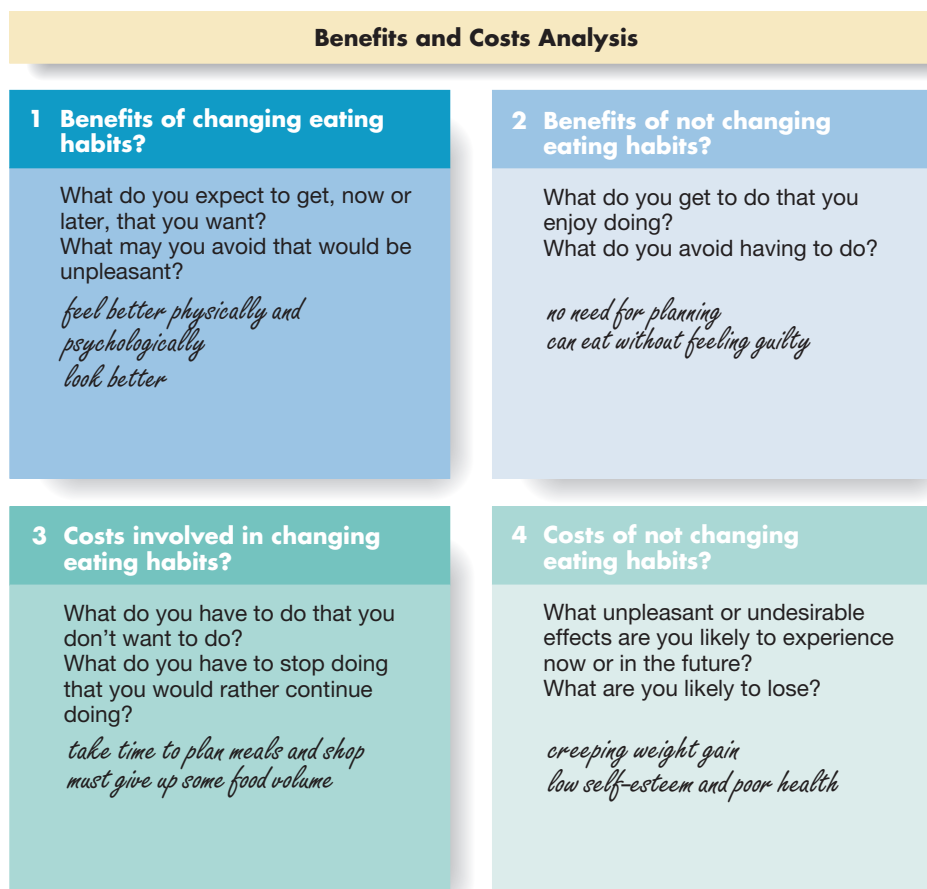 Benefits and Costs Analysis
1 Benefits of changing eating
habits?
What do you expect to get, now or
later, that you want?
What may you avoid that would be
unpleasant?
feel better physically and
psychologically
look better
2 Benefits of not changing
eating habits?
What do you get to do that you
enjoy doing?
What do you avoid having to do?
no need for planning
can eat without feeling guilty
3 Costs involved in changing
eating habits?
What do you have to do that you
don't want to do?
What do you have to stop doing
that you would rather continue
doing?
take time to plan meals and shop
must give up some food volume
4 Costs of not changing
eating habits?
What unpleasant or undesirable
effects are you likely to experience
now or in the future?
What are you likely to lose?
creeping weight gain
low self-esteem and poor health